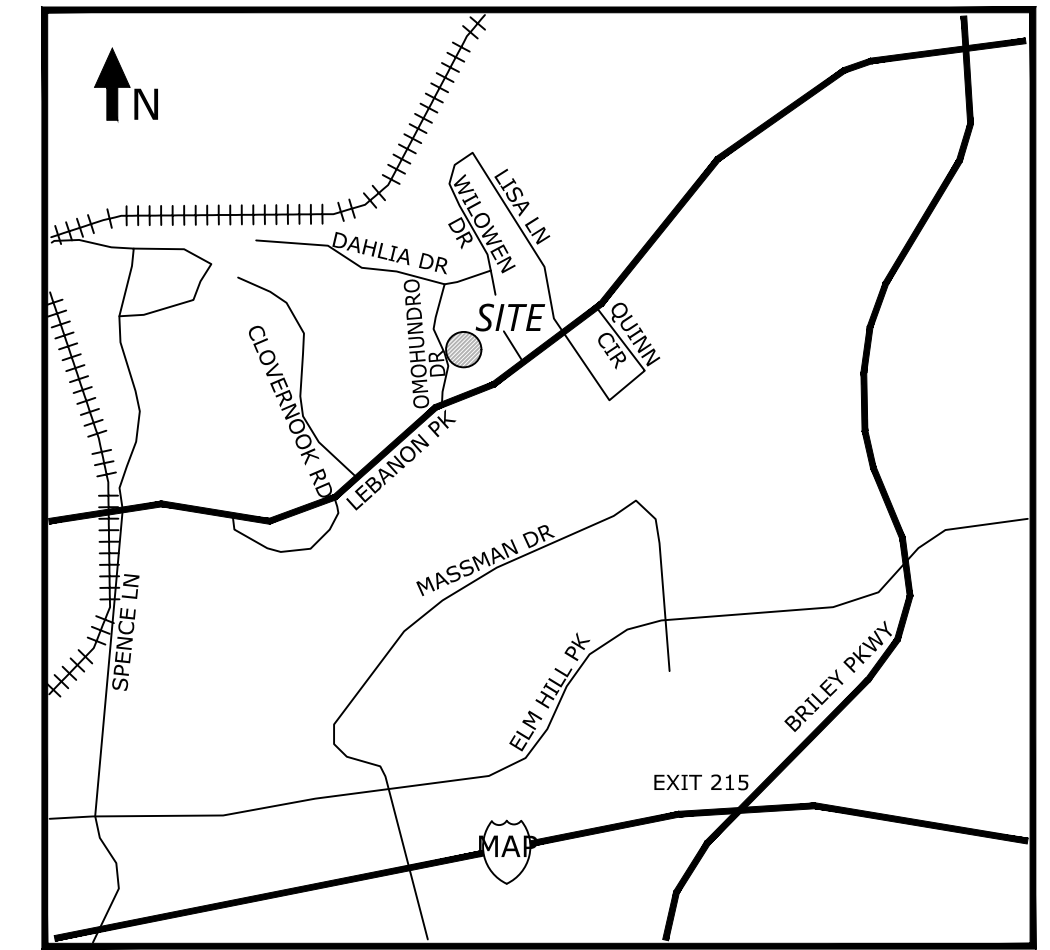 N
LISA LN
WILOWEN
DR
DAHLIA DR
OMOHUNDRO
DR
SITE
QUINN
CIR
CLOVERNOOK RD
LEBANON PK
MASSMAN DR
SPENCE LN
ELM HILL PK
BRILEY PKWY
EXIT 215
MAP